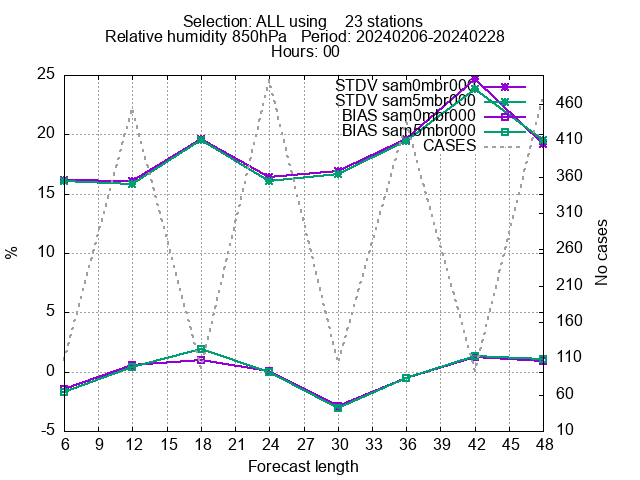 Selection: ALL using    23 stations
Relative humidity 850hPa   Period: 20240206-20240228
Hours: 00
STDV sam0mbr000
STDV sam5mbr000
BIAS sam0mbr000
BIAS sam5mbr000
CASES
25
20
15
10
5
0
-5
%
460
410
360
310
260
210
160
110
60
10
No cases
6 9 12 15 18 21 24 27 30 33 36 39 42 45 48
Forecast length